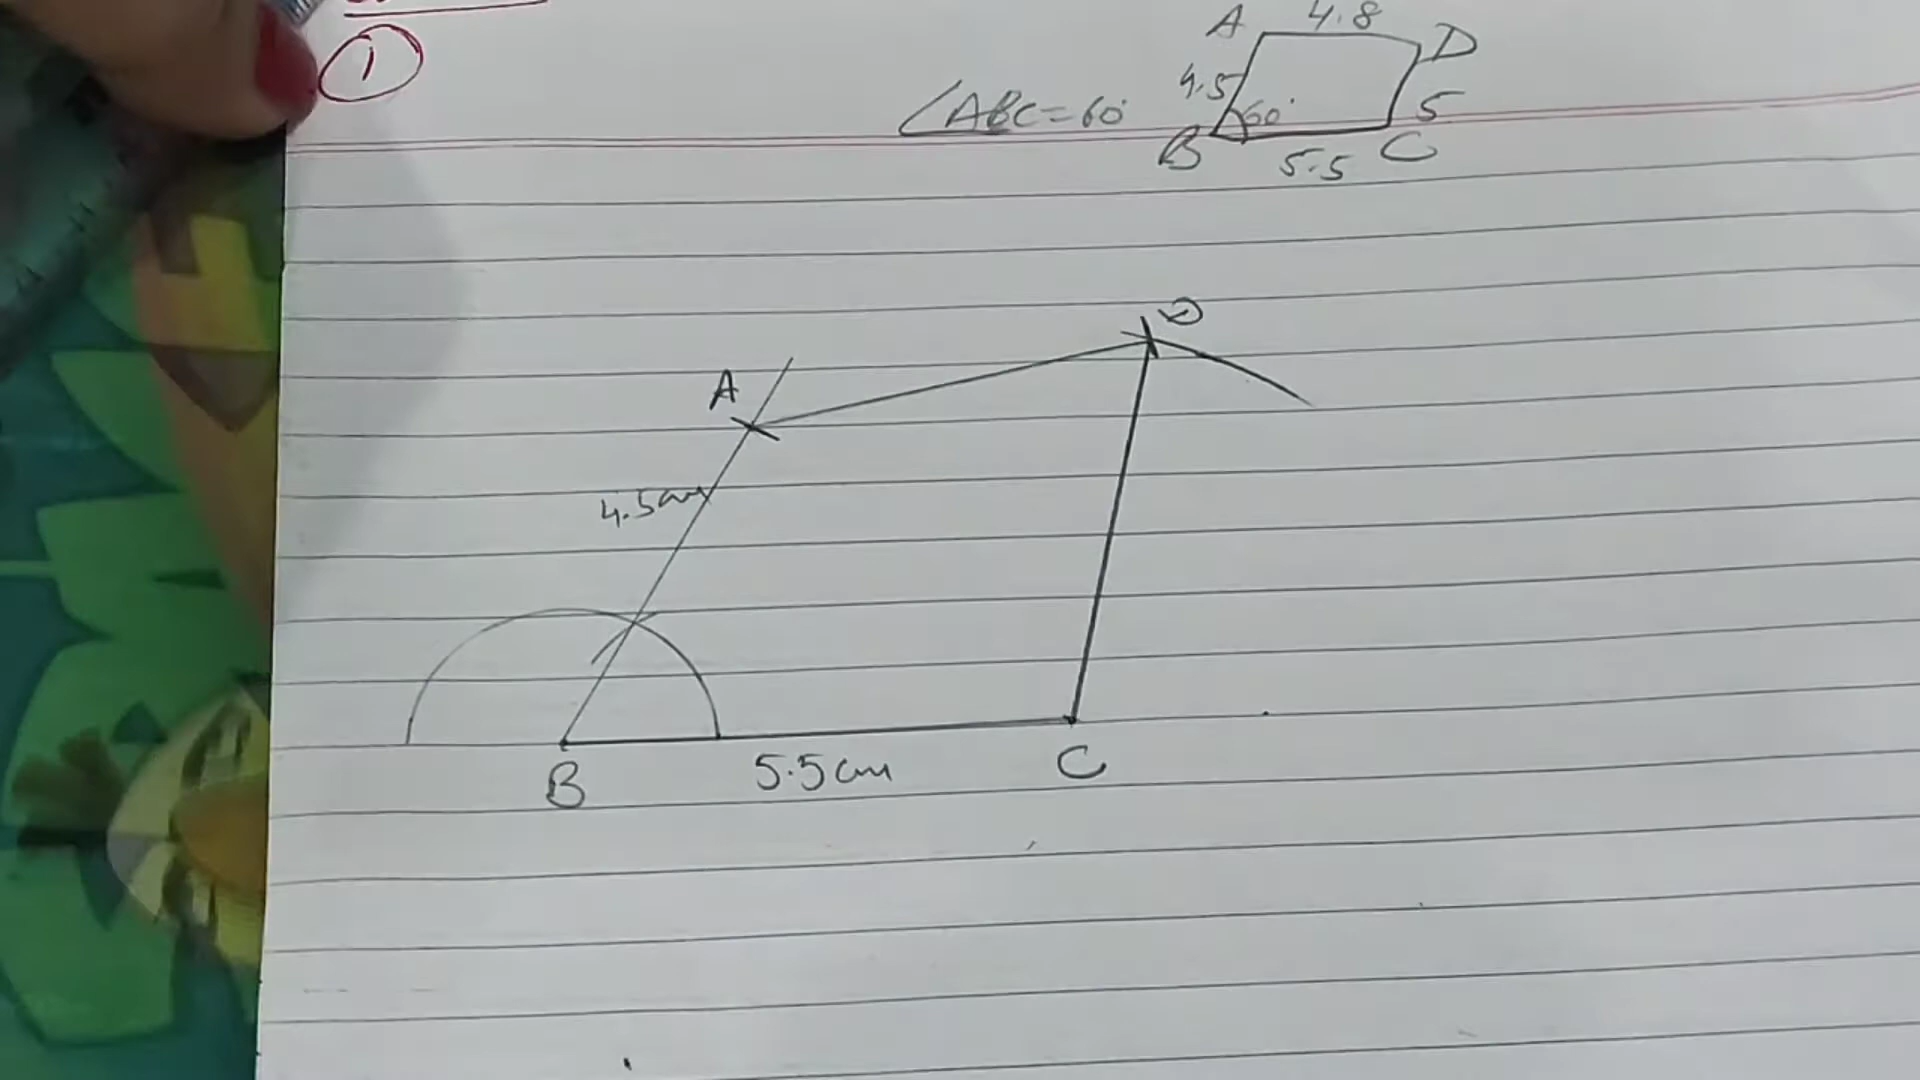 1
A 4.8 D
4.5 5
∠ABC=60° 60°
B 5.5 C
D
A
4.5cm
B 5.5cm C